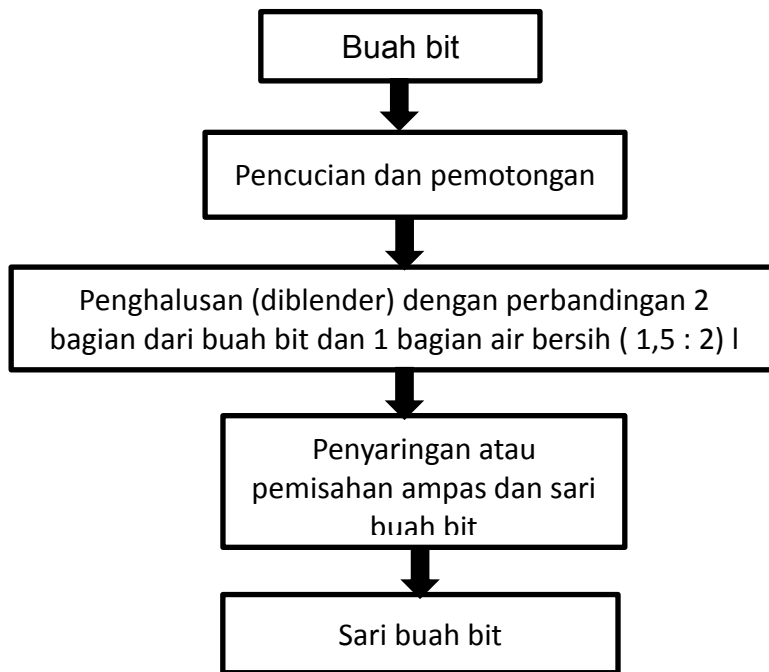 Buah bit
Pencucian dan pemotongan
Penghalusan (diblender) dengan perbandingan 2
bagian dari buah bit dan 1 bagian air bersih ( 1,5 : 2) l
Penyaringan atau
pemisahan ampas dan sari
buah bit
Sari buah bit